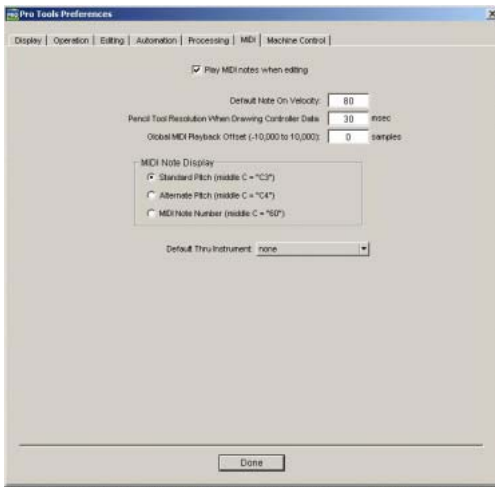 Pro Tools Preferences
Display | Operation | Editing | Automation | Processing | MIDI | Machine Control
Play MIDI notes when editing
Default Note On Velocity: 80
Pencil Tool Resolution When Drawing Controller Data: 30 msec
Global MIDI Playback Offset (-10,000 to 10,000): 0 samples
MIDI Note Display
Standard Pitch (middle C = "C3")
Alternate Pitch (middle C = "C4")
MIDI Note Number (middle C = "60")
Default Thru Instrument: none
Done